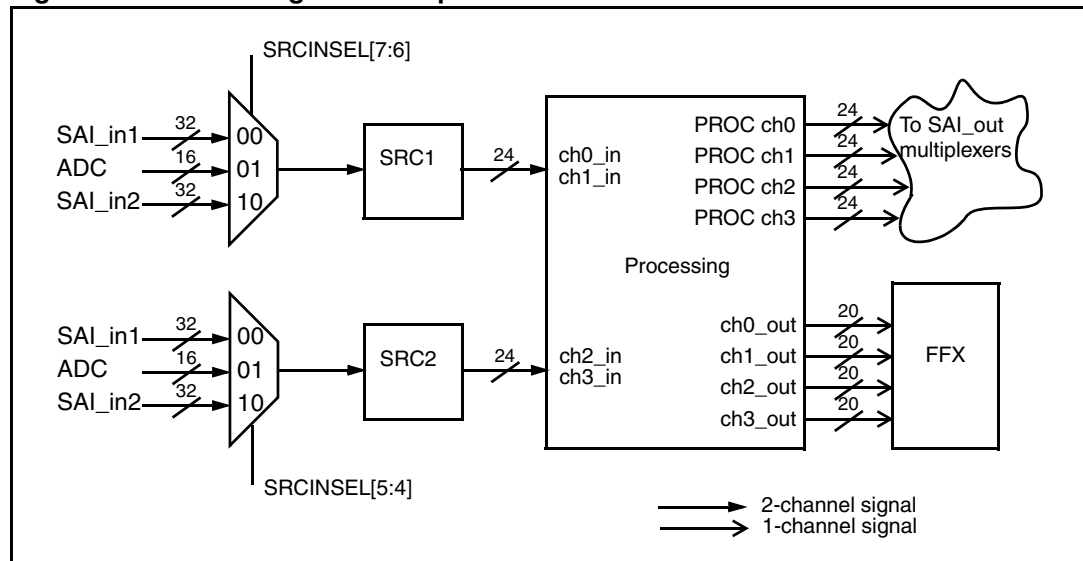 SRCINSEL[7:6]
SAI_in1
32
00
ADC
16
01
SAI_in2
32
10
SRC1
24
ch0_in
ch1_in
PROC ch0
24
PROC ch1
24
PROC ch2
24
PROC ch3
24
To SAI_out
multiplexers
Processing
SAI_in1
32
00
ADC
16
01
SAI_in2
32
10
SRC2
24
ch2_in
ch3_in
ch0_out
20
ch1_out
20
ch2_out
20
ch3_out
20
FFX
SRCINSEL[5:4]
2-channel signal
1-channel signal